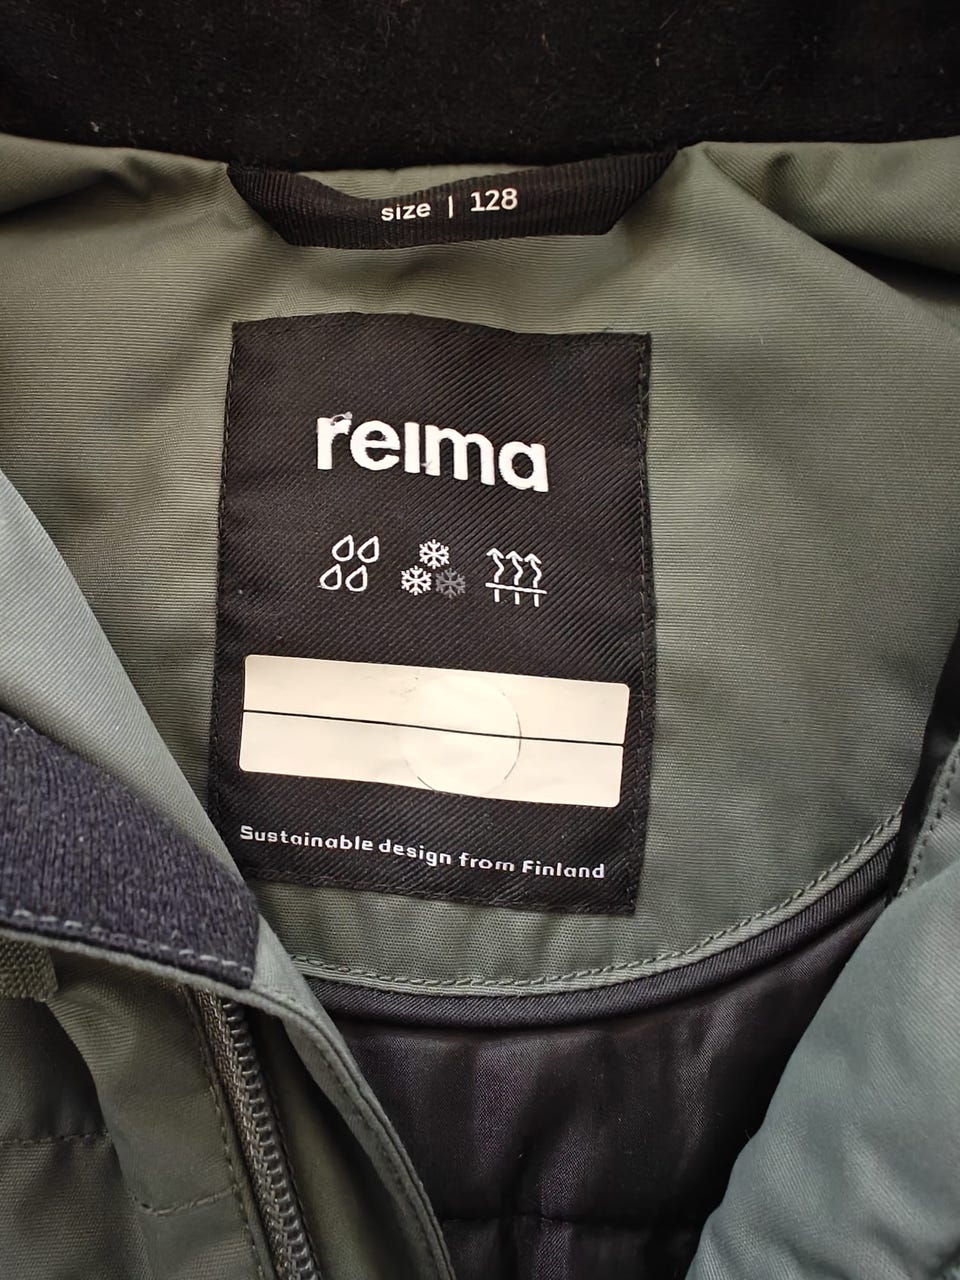 size | 128
reima
Sustainable design from Finland